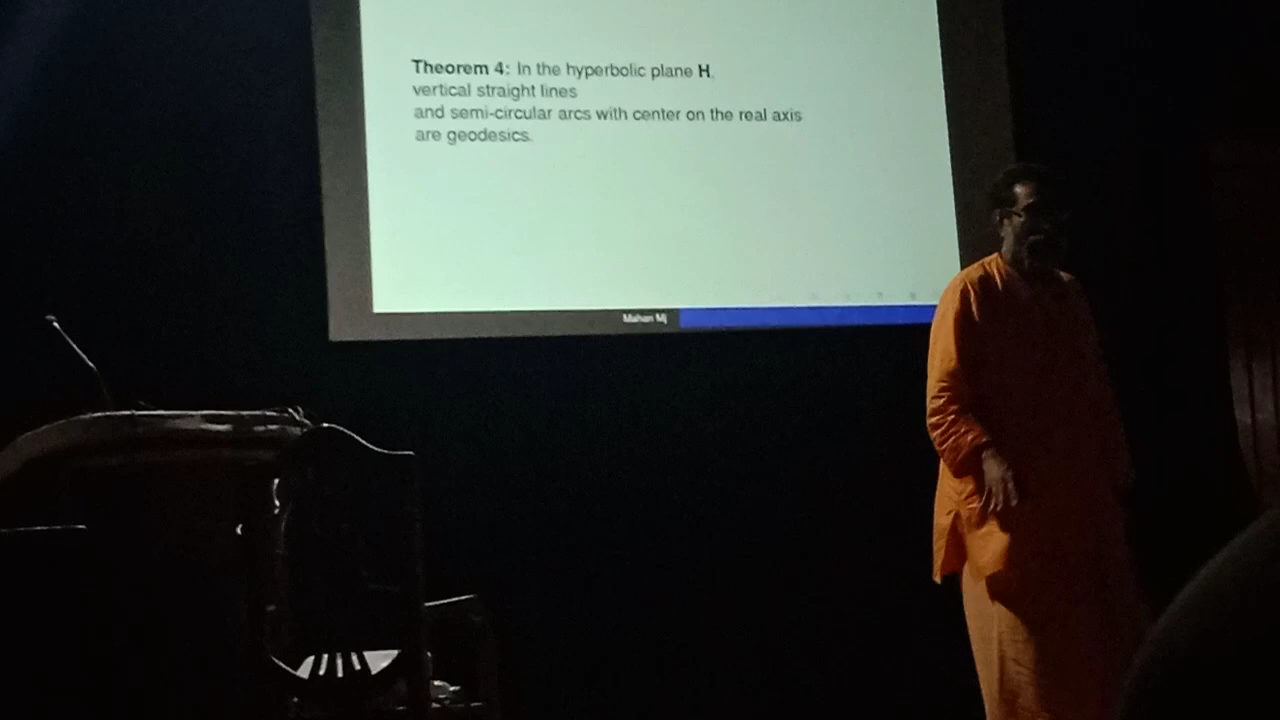 Theorem 4: In the hyperbolic plane H,
vertical straight lines
and semi-circular arcs with center on the real axis
are geodesics.
Mahan Mj